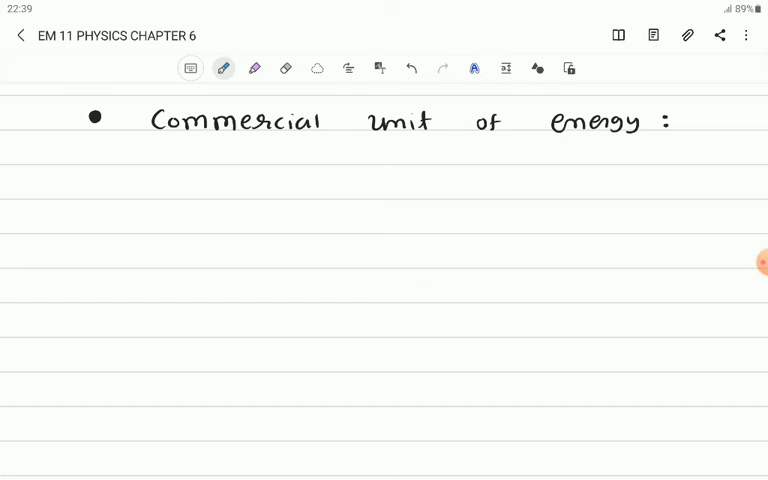 22:39
89%
EM 11 PHYSICS CHAPTER 6
• Commercial unit of energy :